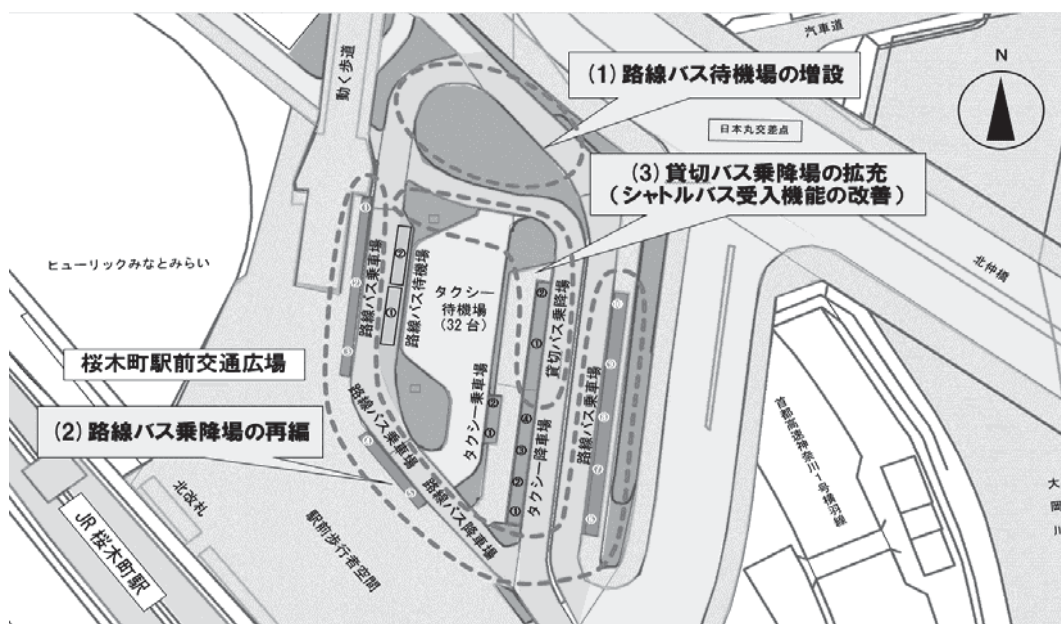 汽車道
動く歩道
(1) 路線バス待機場の増設
N
日本丸交差点
(3) 貸切バス乗降場の拡充
(シャトルバス受入機能の改善)
ヒューリックみなとみらい
北仲橋
路線バス乗車場
路線バス待機場
タクシー
待機場
(32台)
貸切バス乗降場
路線バス乗車場
桜木町駅前交通広場
タクシー乗車場
(2) 路線バス乗降場の再編
路線バス乗車場
タクシー降車場
路線バス降車場
首都高速神奈川1号横羽線
大岡川
北改札
駅前歩行者空間
JR 桜木町駅